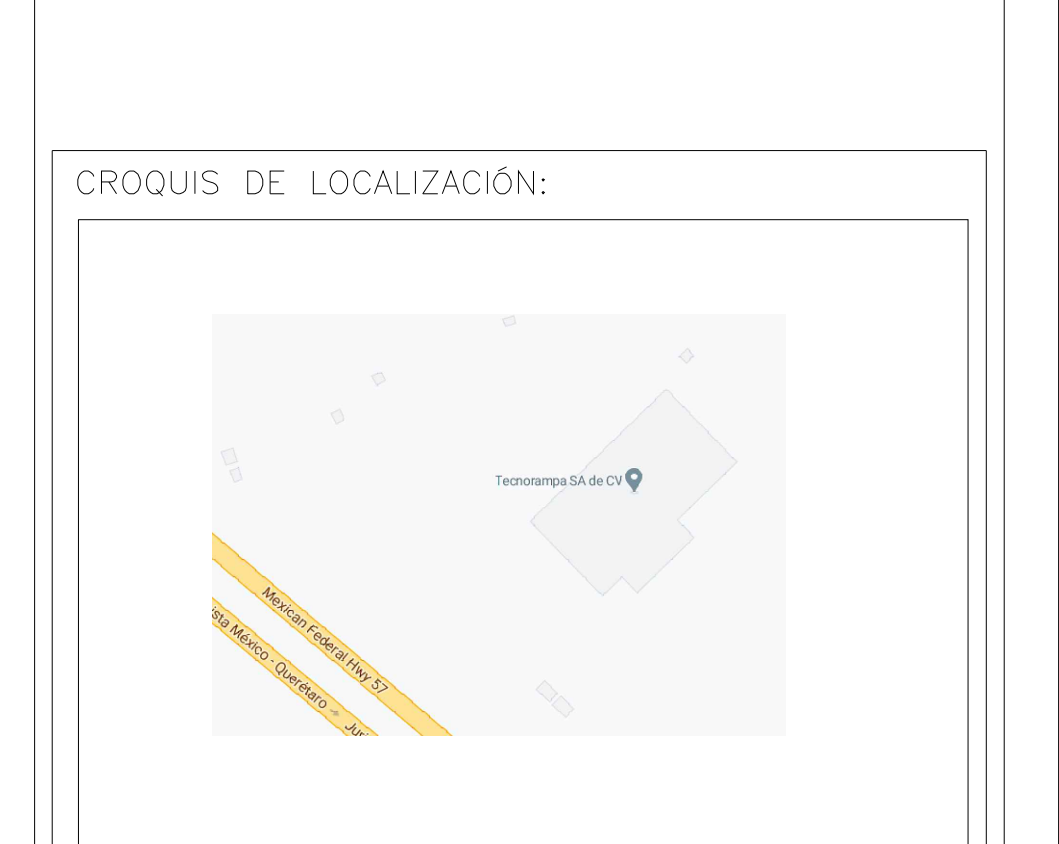 CROQUIS DE LOCALIZACIÓN:
Tecnorampa SA de CV
Mexican Federal Hwy 57
ista México - Querétaro